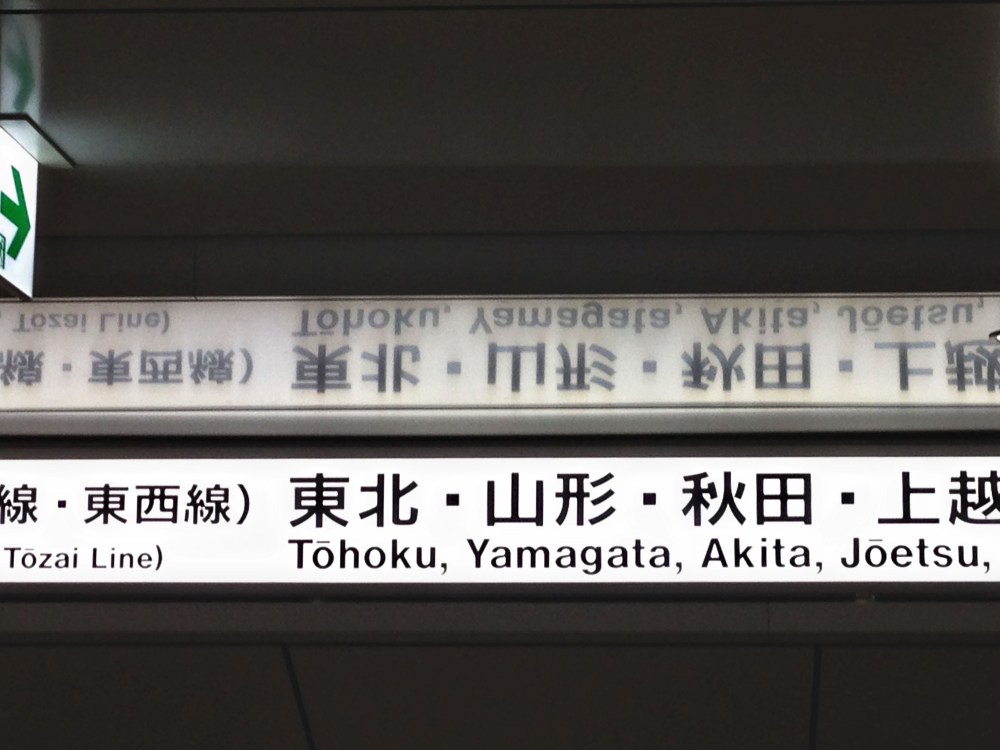 線・東西線) 東北・山形・秋田・上越
Tōzai Line) Tōhoku, Yamagata, Akita, Jōetsu,